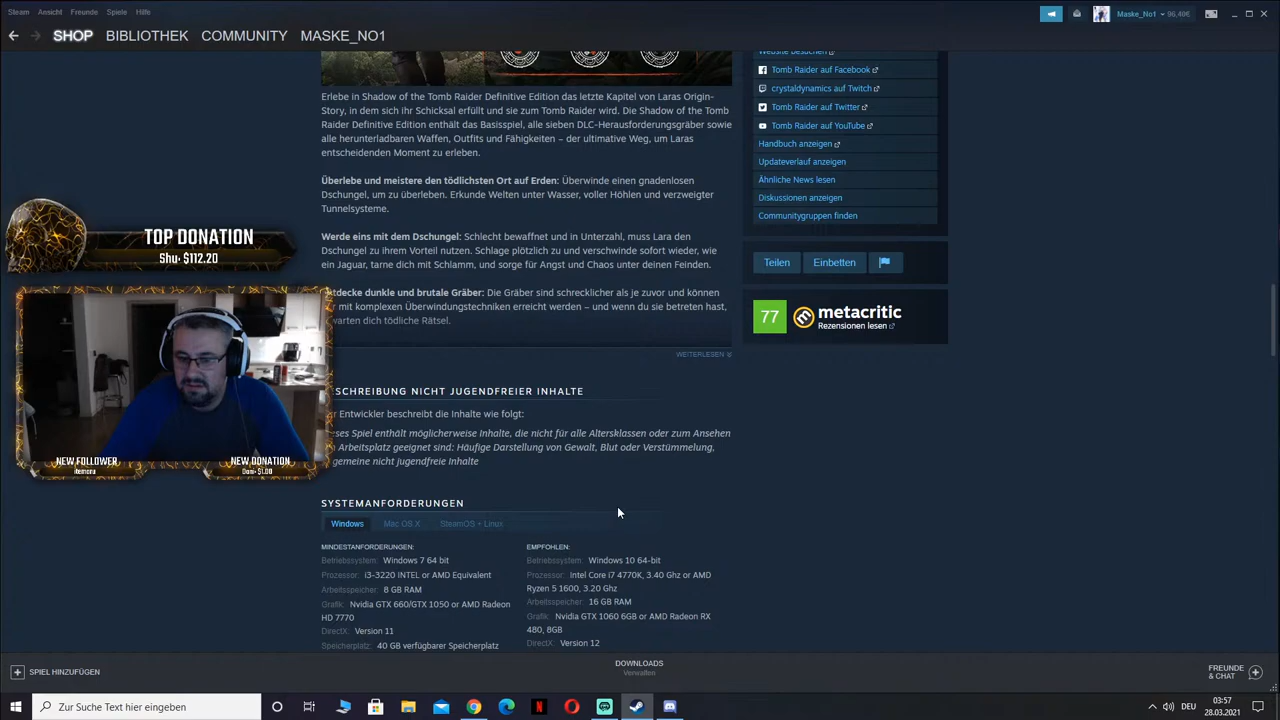 Steam Ansicht Freunde Spiele Hilfe
Maske_No1 96,40€
SHOP BIBLIOTHEK COMMUNITY MASKE_NO1
Website besuchen
Tomb Raider auf Facebook
crystaldynamics auf Twitch
Tomb Raider auf Twitter
Tomb Raider auf YouTube
Handbuch anzeigen
Updateverlauf anzeigen
Ähnliche News lesen
Diskussionen anzeigen
Communitygruppen finden
Teilen Einbetten
77 metacritic
Rezensionen lesen
Erlebe in Shadow of the Tomb Raider Definitive Edition das letzte Kapitel von Laras Origin-
Story, in dem sich ihr Schicksal erfüllt und sie zum Tomb Raider wird. Die Shadow of the Tomb
Raider Definitive Edition enthält das Basisspiel, alle sieben DLC-Herausforderungsgräber sowie
alle herunterladbaren Waffen, Outfits und Fähigkeiten – der ultimative Weg, um Laras
entscheidenden Moment zu erleben.
Überlebe und meistere den tödlichsten Ort auf Erden: Überwinde einen gnadenlosen
Dschungel, um zu überleben. Erkunde Welten unter Wasser, voller Höhlen und verzweigter
Tunnelsysteme.
Werde eins mit dem Dschungel: Schlecht bewaffnet und in Unterzahl, muss Lara den
Dschungel zu ihrem Vorteil nutzen. Schlage plötzlich zu und verschwinde sofort wieder, wie
ein Jaguar, tarne dich mit Schlamm, und sorge für Angst und Chaos unter deinen Feinden.
ntdecke dunkle und brutale Gräber: Die Gräber sind schrecklicher als je zuvor und können
r mit komplexen Überwindungstechniken erreicht werden – und wenn du sie betreten hast,
warten dich tödliche Rätsel.
WEITERLESEN
SCHREIBUNG NICHT JUGENDFREIER INHALTE
r Entwickler beschreibt die Inhalte wie folgt:
eses Spiel enthält möglicherweise Inhalte, die nicht für alle Altersklassen oder zum Ansehen
Arbeitsplatz geeignet sind: Häufige Darstellung von Gewalt, Blut oder Verstümmelung,
gemeine nicht jugendfreie Inhalte
SYSTEMANFORDERUNGEN
Windows Mac OS X SteamOS + Linux
MINDESTANFORDERUNGEN:
Betriebssystem: Windows 7 64 bit
Prozessor: i3-3220 INTEL or AMD Equivalent
Arbeitsspeicher: 8 GB RAM
Grafik: Nvidia GTX 660/GTX 1050 or AMD Radeon
HD 7770
DirectX: Version 11
Speicherplatz: 40 GB verfügbarer Speicherplatz
EMPFOHLEN:
Betriebssystem: Windows 10 64-bit
Prozessor: Intel Core i7 4770K, 3.40 Ghz or AMD
Ryzen 5 1600, 3.20 Ghz
Arbeitsspeicher: 16 GB RAM
Grafik: Nvidia GTX 1060 6GB or AMD Radeon RX
480, 8GB
DirectX: Version 12
TOP DONATION
Shu: $112.20
NEW FOLLOWER
NEW DONATION
SPIEL HINZUFÜGEN
DOWNLOADS
Verwalten
FREUNDE
& CHAT
Zur Suche Text hier eingeben
DEU
03:57
28.03.2021